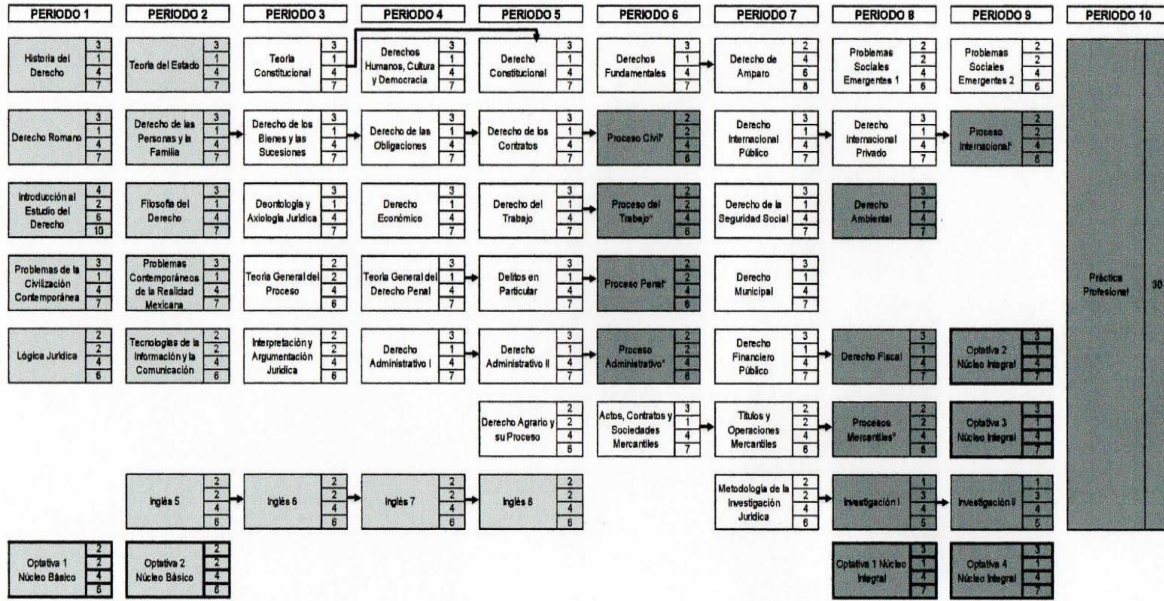 PERIODO 1
PERIODO 2
PERIODO 3
PERIODO 4
PERIODO 5
PERIODO 6
PERIODO 7
PERIODO 8
PERIODO 9
PERÍODO 10
Historia del
Derecho
3
1
4
7
Teoría del Estado
3
1
4
7
Teoría
Constitucional
3
1
4
7
Derechos
Humanos, Cultura
y Democracia
3
1
4
7
Derecho
Constitucional
3
1
4
7
Derechos
Fundamentales
3
1
4
7
Derecho de
Amparo
2
4
6
8
Problemas
Sociales
Emergentes 1
2
2
4
6
Problemas
Sociales
Emergentes 2
2
2
4
6
Derecho Romano
3
1
4
7
Derecho de las
Personas y la
Familia
3
1
4
7
Derecho de los
Bienes y las
Sucesiones
3
1
4
7
Derecho de las
Obligaciones
3
1
4
7
Derecho de los
Contratos
3
1
4
7
Proceso Civil*
2
2
4
6
Derecho
Internacional
Público
3
1
4
7
Derecho
Internacional
Privado
3
1
4
7
Proceso
Internacional*
2
2
4
6
Introducción al
Estudio del
Derecho
4
2
6
10
Filosofía del
Derecho
3
1
4
7
Deontología y
Axiología Jurídica
3
1
4
7
Derecho
Económico
3
1
4
7
Derecho del
Trabajo
3
1
4
7
Proceso del
Trabajo*
2
2
4
6
Derecho de la
Seguridad Social
3
1
4
7
Derecho
Ambiental
3
1
4
7
Problemas de la
Civilización
Contemporánea
3
1
4
7
Problemas
Contemporáneos
de la Realidad
Mexicana
3
1
4
7
Teoría General del
Proceso
2
2
4
6
Teoría General del
Derecho Penal
3
1
4
7
Delitos en
Particular
3
1
4
7
Proceso Penal*
2
2
4
6
Derecho
Municipal
3
1
4
7
Práctica
Profesional
30
Lógica Jurídica
2
2
4
6
Tecnologías de la
Información y la
Comunicación
2
2
4
6
Interpretación y
Argumentación
Jurídica
2
2
4
6
Derecho
Administrativo I
3
1
4
7
Derecho
Administrativo II
3
1
4
7
Proceso
Administrativo*
2
2
4
6
Derecho
Financiero
Público
3
1
4
7
Derecho Fiscal
3
1
4
7
Optativa 2
Núcleo Integral
3
1
4
7
Derecho Agrario y
su Proceso
2
2
4
6
Actos, Contratos y
Sociedades
Mercantiles
3
1
4
7
Títulos y
Operaciones
Mercantiles
2
2
4
6
Procesos
Mercantiles*
2
2
4
6
Optativa 3
Núcleo Integral
3
1
4
7
Inglés 5
2
2
4
6
Inglés 6
2
2
4
6
Inglés 7
2
2
4
6
Inglés 8
2
2
4
6
Metodología de la
Investigación
Jurídica
2
2
4
6
Investigación I
1
3
4
5
Investigación II
1
3
4
5
Optativa 1
Núcleo Básico
2
2
4
6
Optativa 2
Núcleo Básico
2
2
4
6
Optativa 1 Núcleo
Integral
3
1
4
7
Optativa 4
Núcleo Integral
3
1
4
7